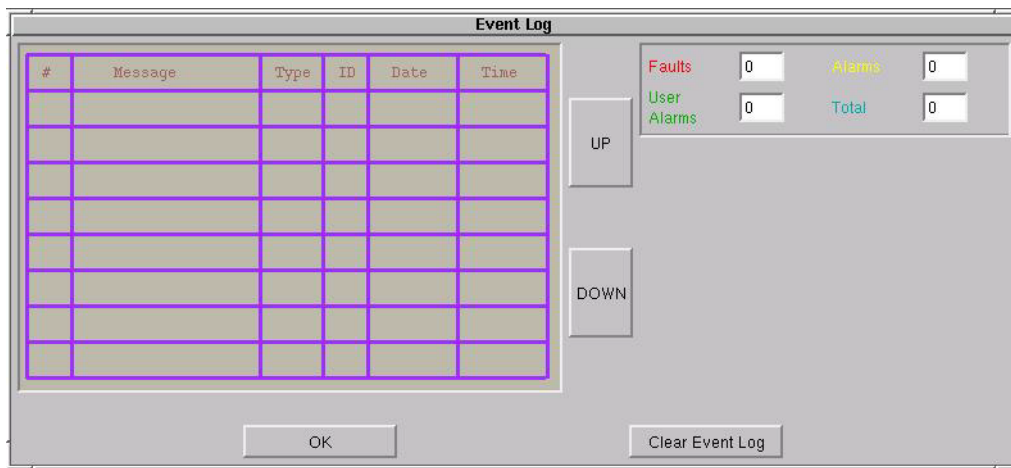 Event Log
# Message Type ID Date Time
Faults 0 Alarms 0
User
Alarms 0 Total 0
UP
DOWN
OK
Clear Event Log